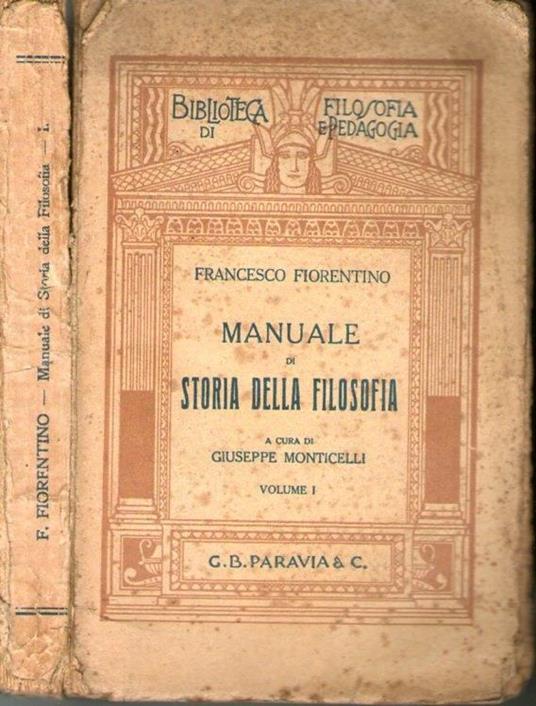 F. FIORENTINO — Manuale di Storia della Filosofia — I.
BIBLIOTECA DI
FILOSOFIA E PEDAGOGIA
FRANCESCO FIORENTINO
MANUALE
DI
STORIA DELLA FILOSOFIA
A CURA DI
GIUSEPPE MONTICELLI
VOLUME I
G. B. PARAVIA & C.